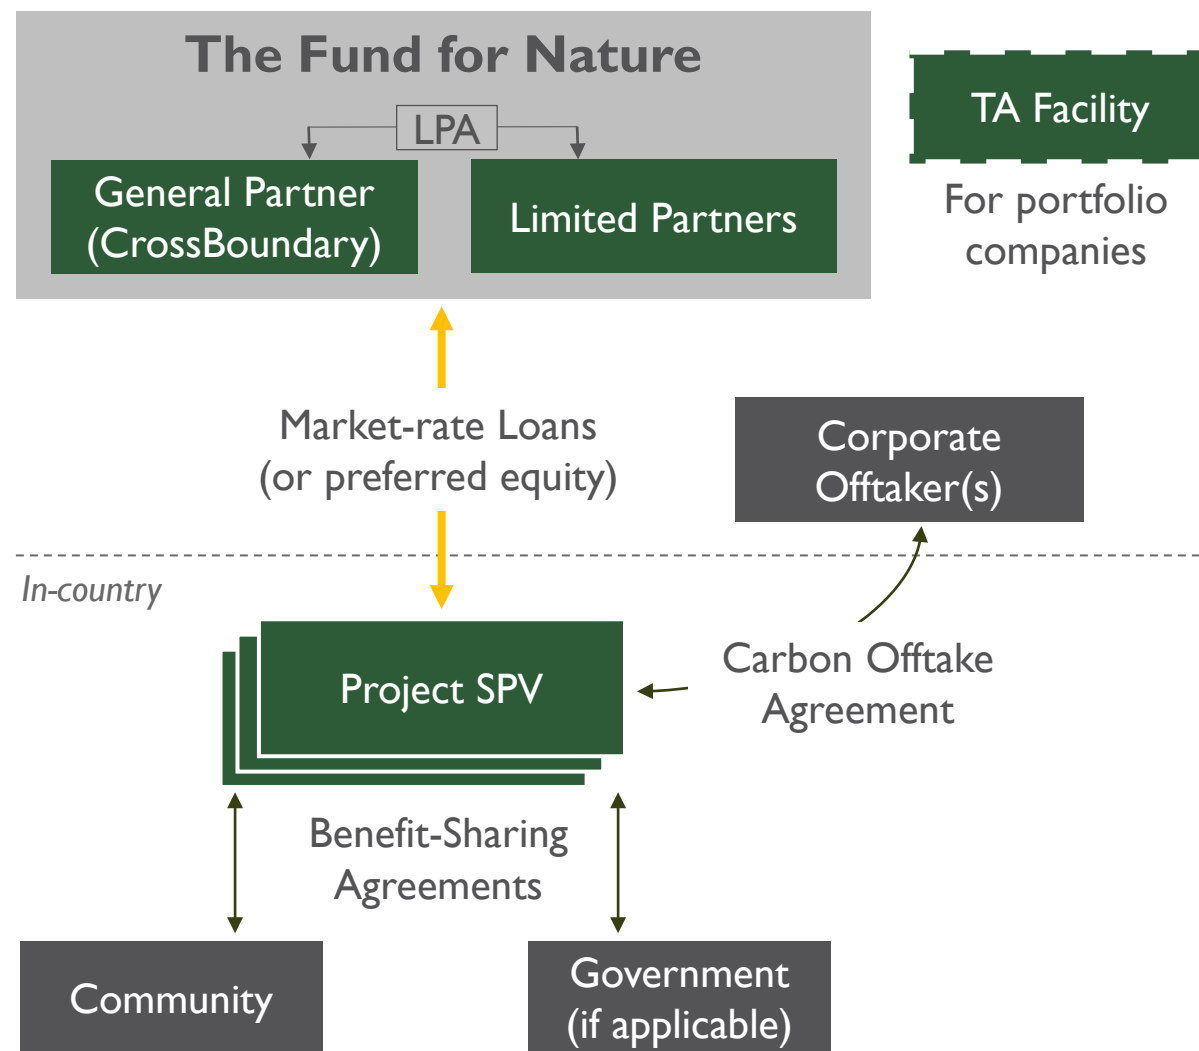 The Fund for Nature
LPA
General Partner
(CrossBoundary)
Limited Partners
TA Facility
For portfolio
companies
Market-rate Loans
(or preferred equity)
Corporate
Offtaker(s)
In-country
Project SPV
Carbon Offtake
Agreement
Benefit-Sharing
Agreements
Community
Government
(if applicable)